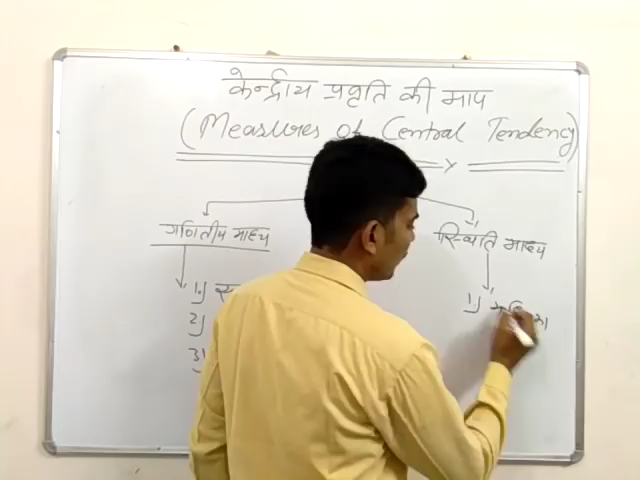 केन्द्रीय प्रवृति की माप
(Measures of Central Tendency)
गणितीय माध्य
स्थिति माध्य
1.)
2)
3)
1)